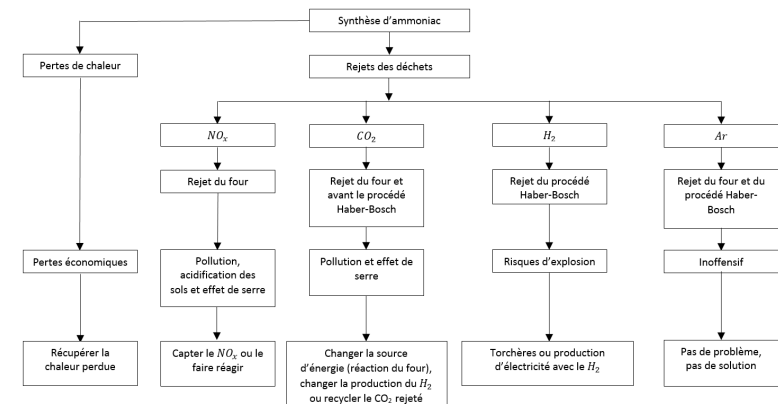 Synthèse d'ammoniac
Pertes de chaleur
Rejets des déchets
NOₓ
CO₂
H₂
Ar
Rejet du four
Rejet du four et
avant le procédé
Haber-Bosch
Rejet du procédé
Haber-Bosch
Rejet du four et du
procédé Haber-
Bosch
Pertes économiques
Pollution,
acidification des
sols et effet de serre
Pollution et effet de
serre
Risques d'explosion
Inoffensif
Récupérer la
chaleur perdue
Capter le NOₓ ou le
faire réagir
Changer la source
d'énergie (réaction du four),
changer la production du H₂
ou recycler le CO₂ rejeté
Torchères ou production
d'électricité avec le H₂
Pas de problème,
pas de solution